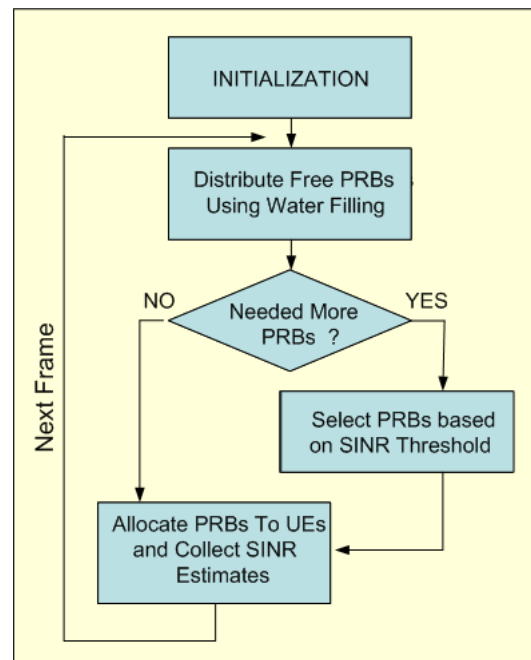 INITIALIZATION
Distribute Free PRBs
Using Water Filling
NO
YES
Needed More
PRBs ?
Next Frame
Select PRBs based
on SINR Threshold
Allocate PRBs To UEs
and Collect SINR
Estimates